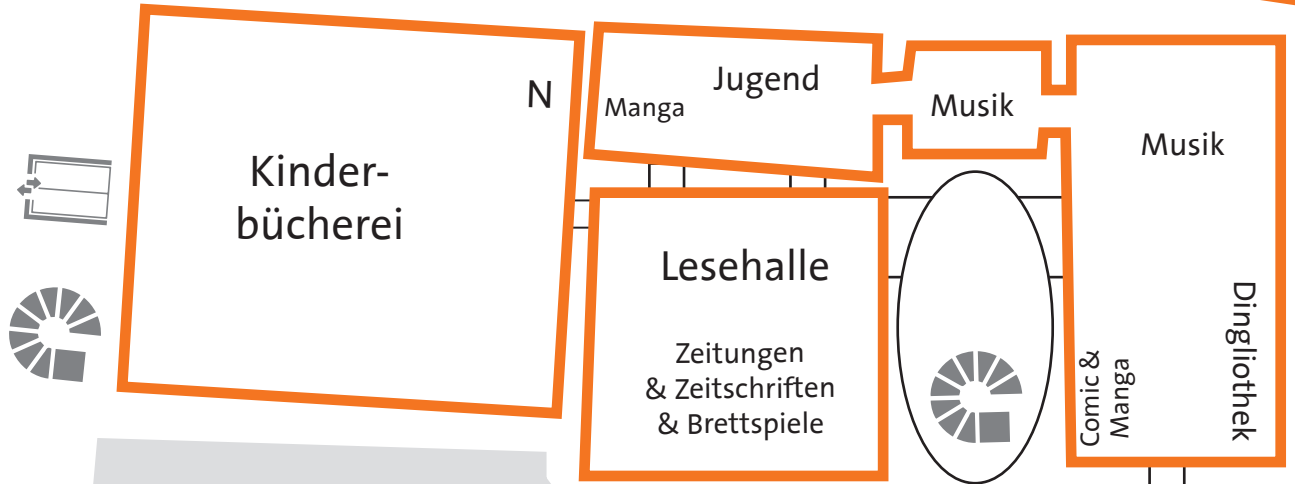 N
Kinder-
bücherei
Jugend
Manga
Musik
Musik
Lesehalle
Zeitungen
& Zeitschriften
& Brettspiele
Comic &
Manga
Dingliothek